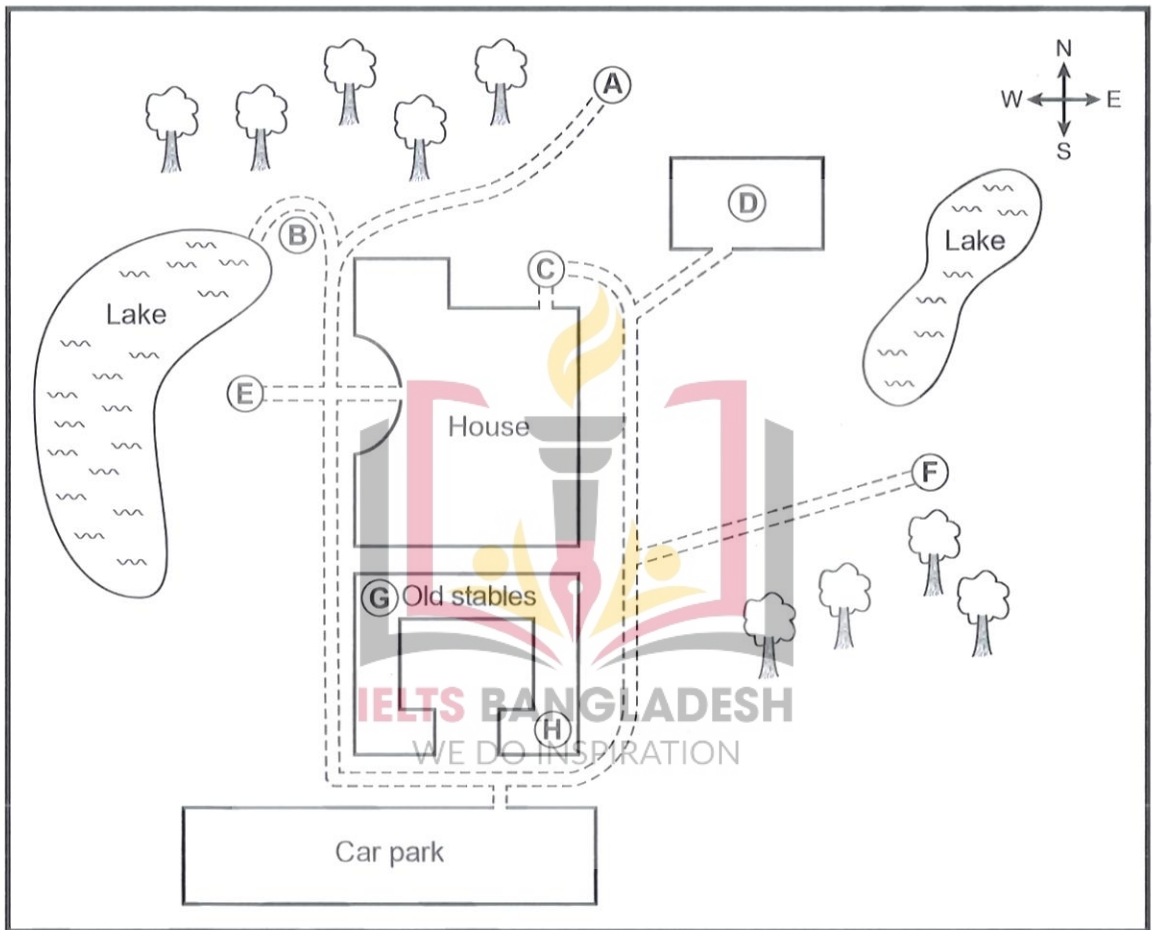 N
A
W E
S
D
B
Lake
C
Lake
E
House
F
G Old stables
IELTS BANGLADESH
H
WE DO INSPIRATION
Car park